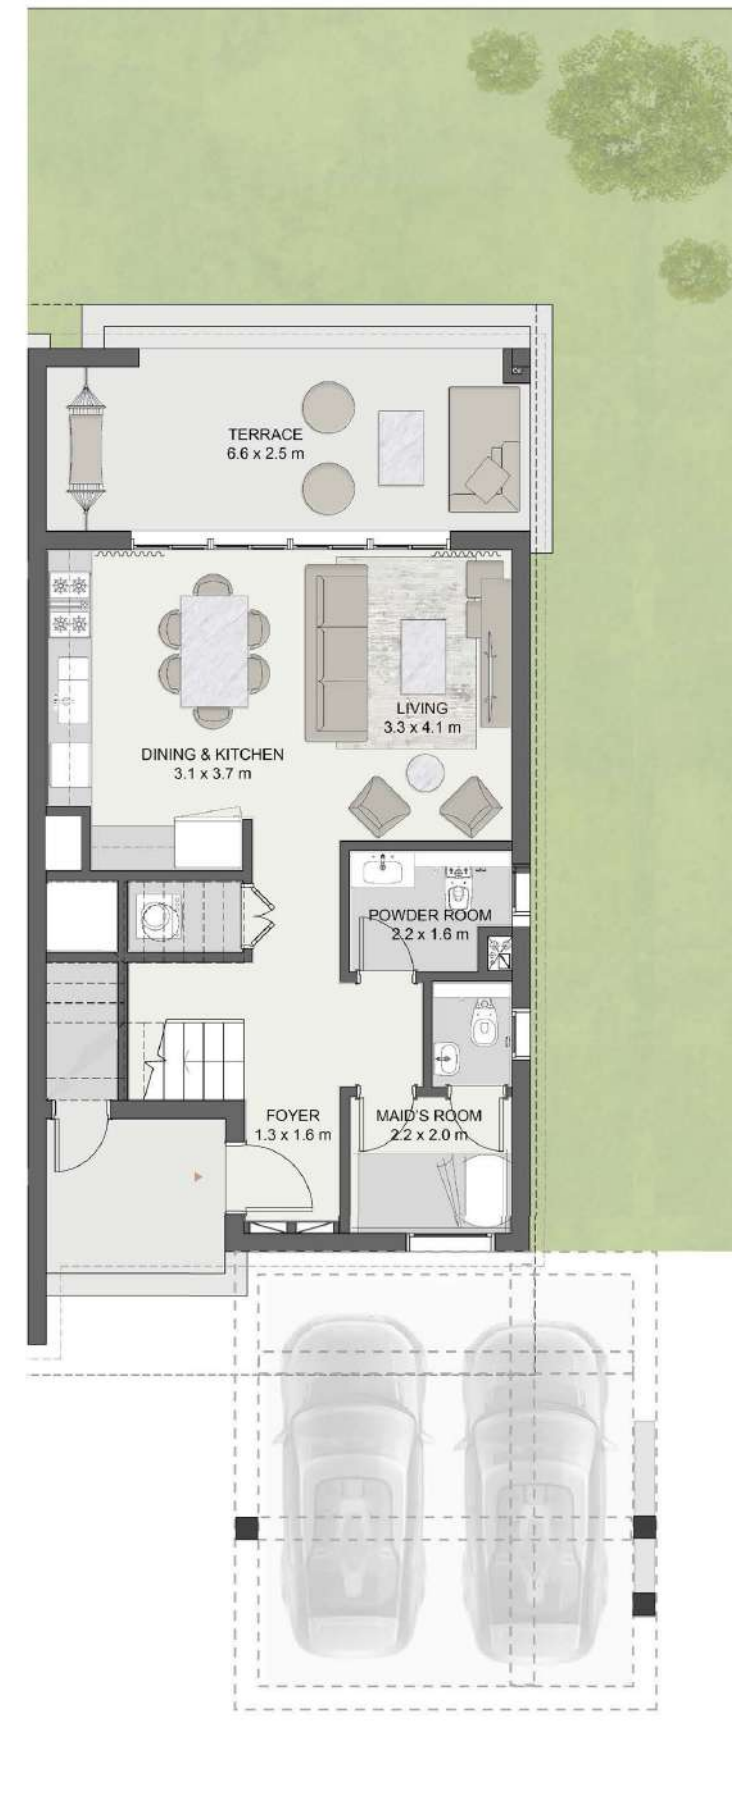 TERRACE
6.6 x 2.5 m
LIVING
3.3 x 4.1 m
DINING & KITCHEN
3.1 x 3.7 m
POWDER ROOM
2.2 x 1.6 m
FOYER
1.3 x 1.6 m
MAID'S ROOM
2.2 x 2.0 m